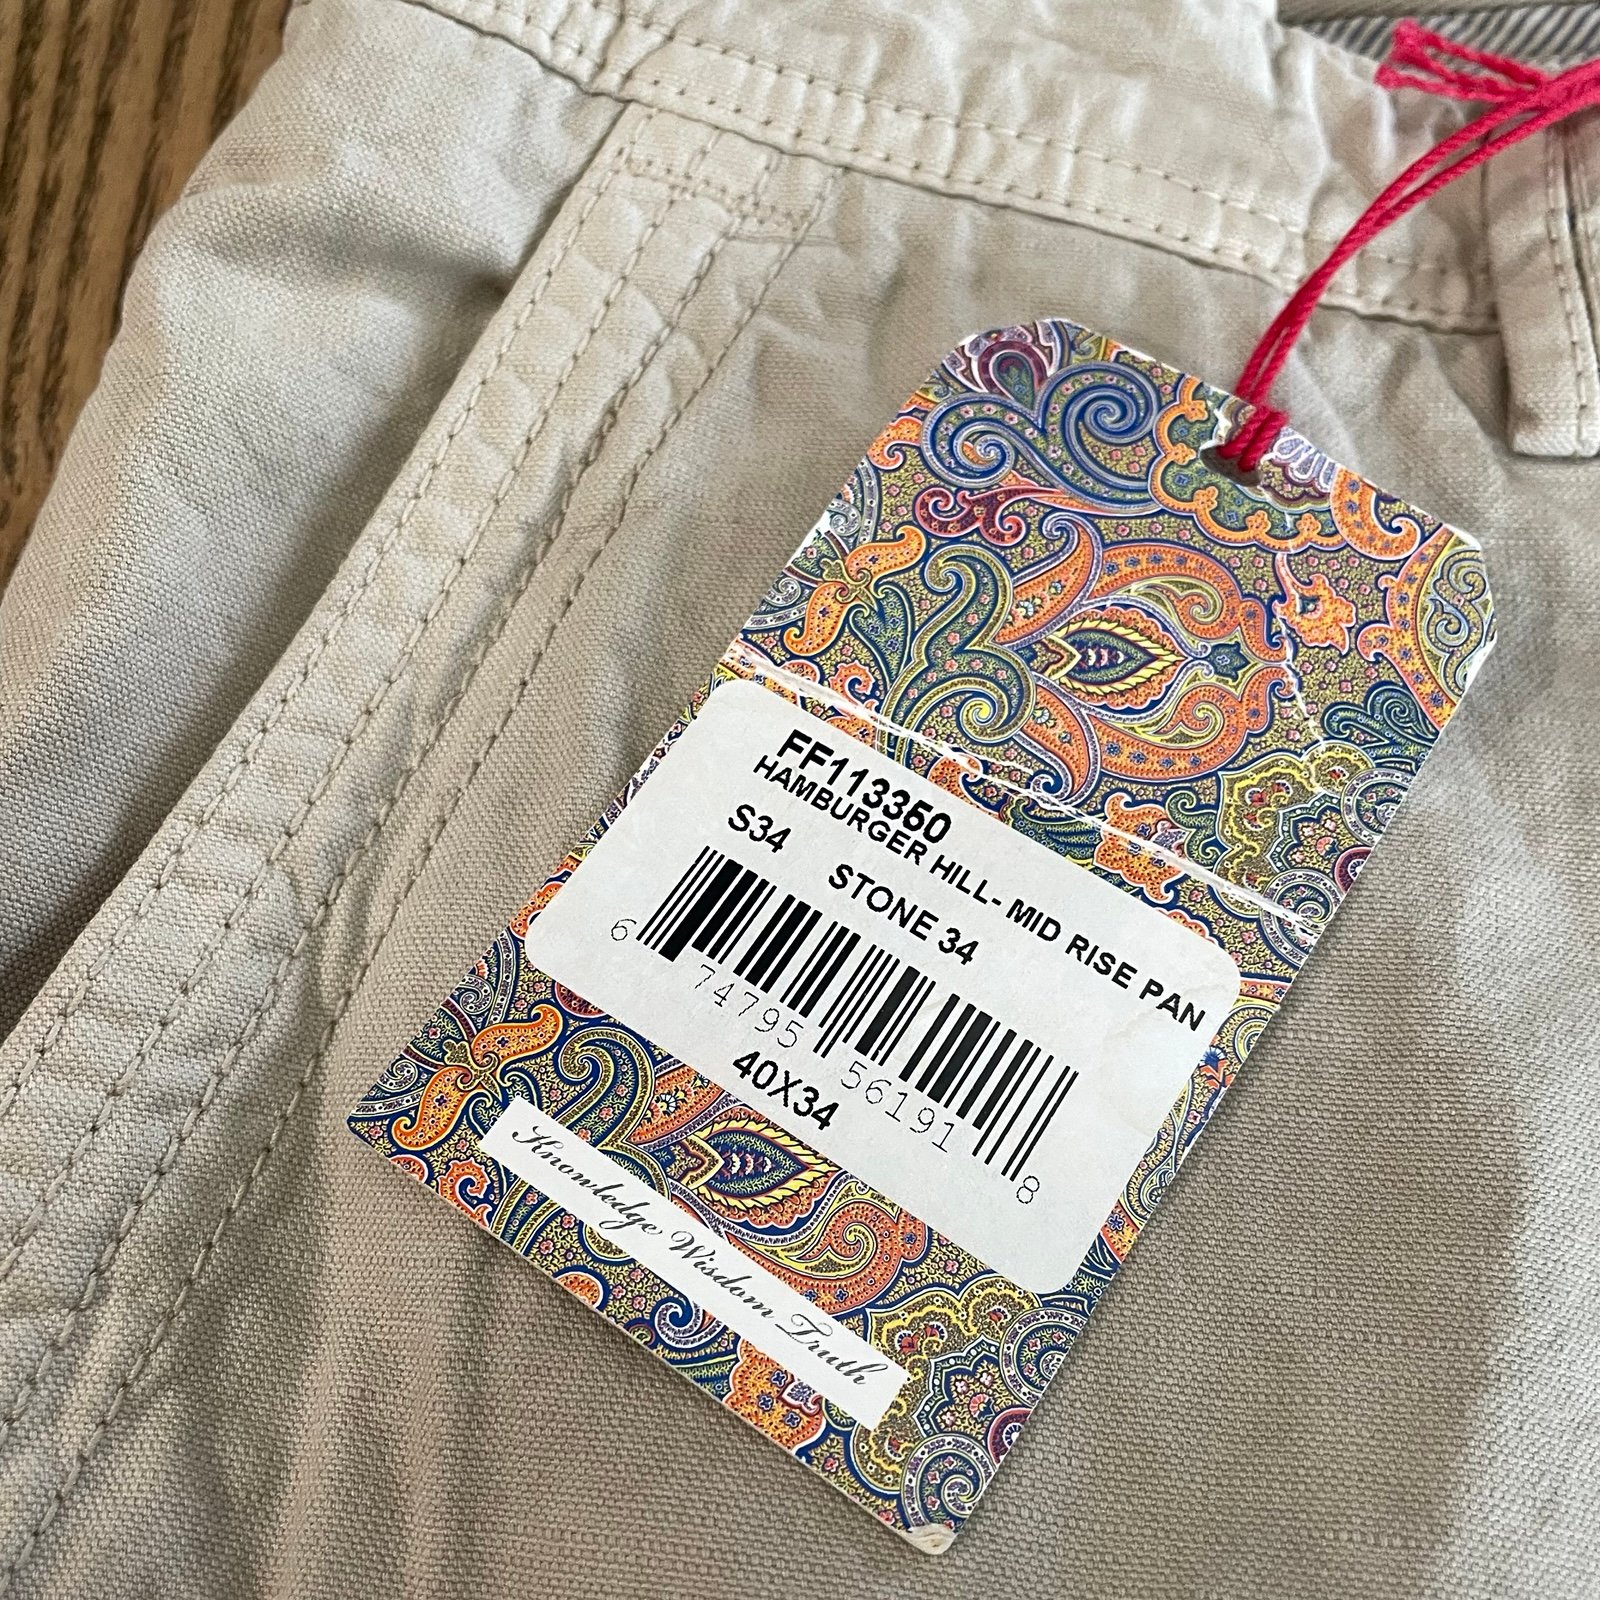 FF113350
HAMBURGER HILL- MID RISE PAN
S34 STONE 34
6 74795 56191 8
40X34
Knowledge Wisdom Truth